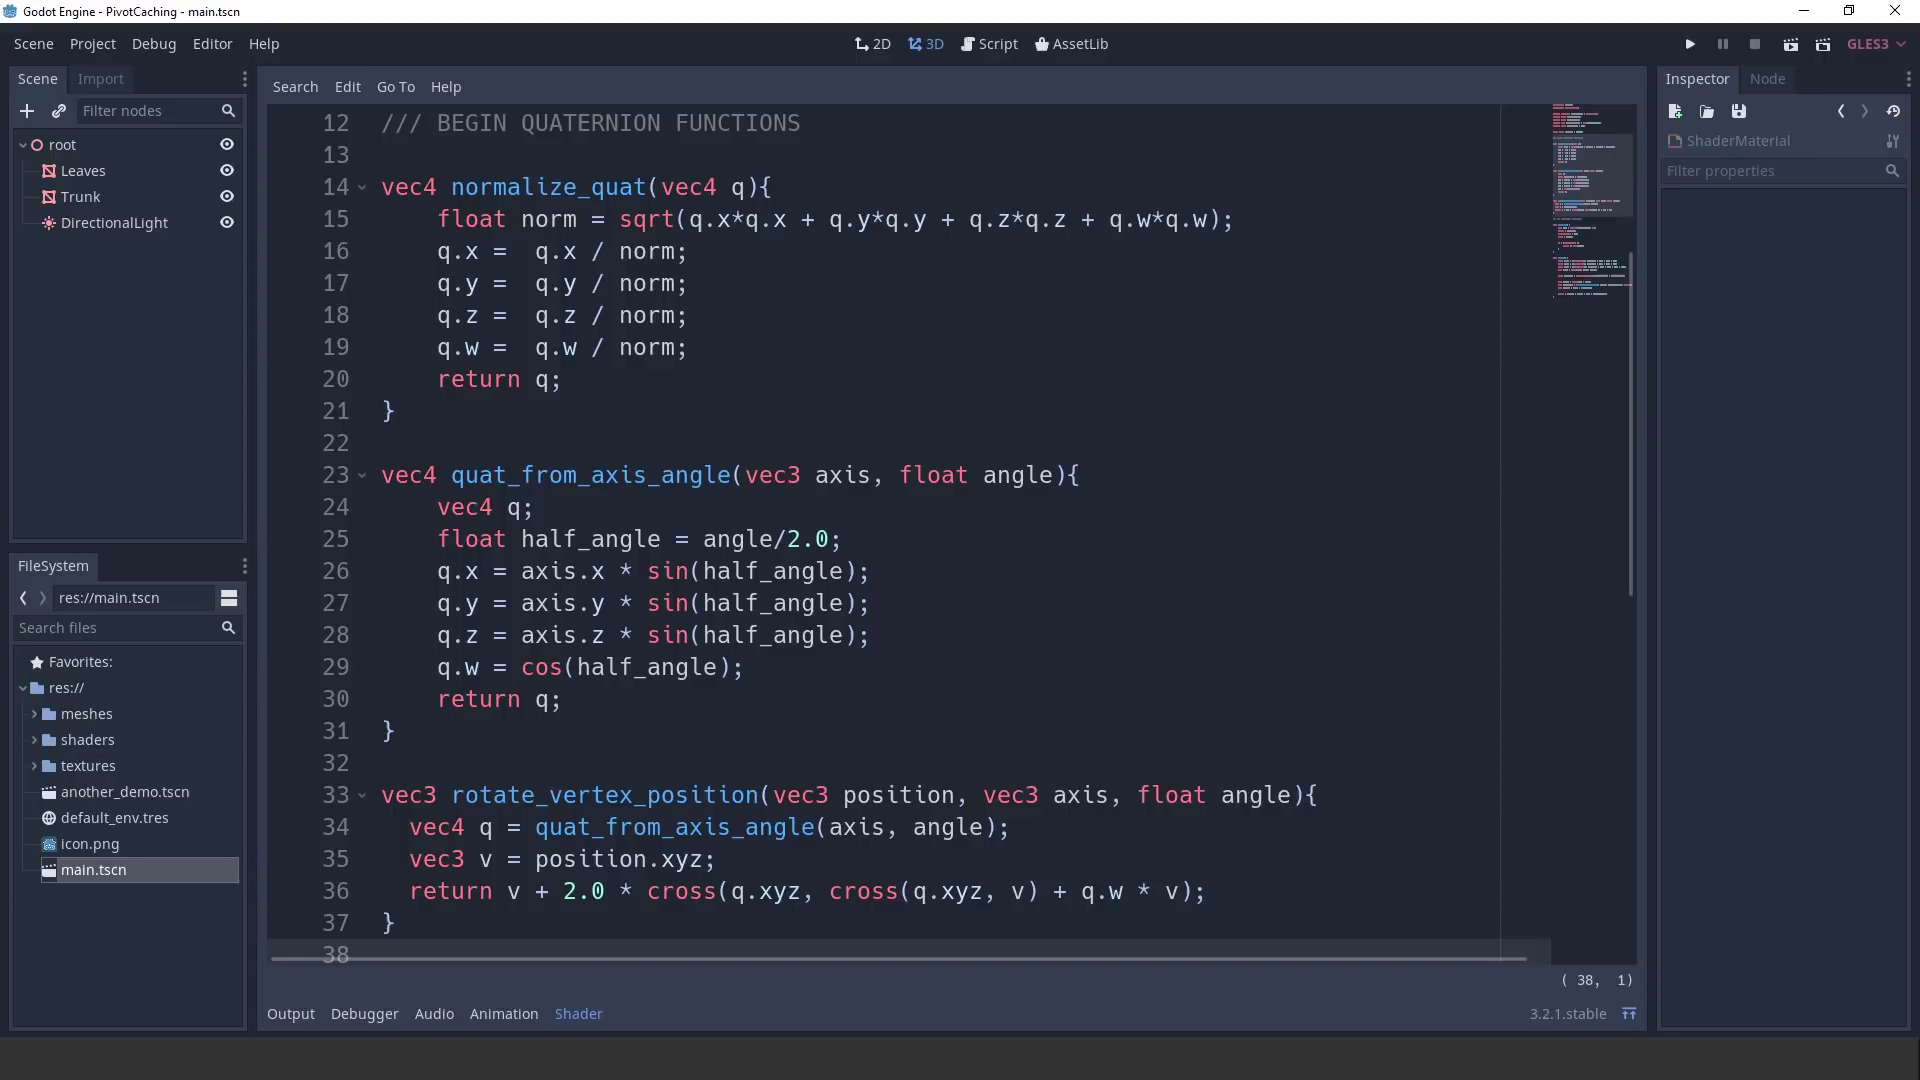 Godot Engine - PivotCaching - main.tscn
Scene Project Debug Editor Help
2D 3D Script AssetLib
GLES3
Scene Import
Filter nodes
root
Leaves
Trunk
DirectionalLight
FileSystem
res://main.tscn
Search files
Favorites:
res://
meshes
shaders
textures
another_demo.tscn
default_env.tres
icon.png
main.tscn
Search Edit Go To Help
12 /// BEGIN QUATERNION FUNCTIONS
13
14 vec4 normalize_quat(vec4 q){
15 float norm = sqrt(q.x*q.x + q.y*q.y + q.z*q.z + q.w*q.w);
16 q.x =  q.x / norm;
17 q.y =  q.y / norm;
18 q.z =  q.z / norm;
19 q.w =  q.w / norm;
20 return q;
21 }
22
23 vec4 quat_from_axis_angle(vec3 axis, float angle){
24 vec4 q;
25 float half_angle = angle/2.0;
26 q.x = axis.x * sin(half_angle);
27 q.y = axis.y * sin(half_angle);
28 q.z = axis.z * sin(half_angle);
29 q.w = cos(half_angle);
30 return q;
31 }
32
33 vec3 rotate_vertex_position(vec3 position, vec3 axis, float angle){
34 vec4 q = quat_from_axis_angle(axis, angle);
35 vec3 v = position.xyz;
36 return v + 2.0 * cross(q.xyz, cross(q.xyz, v) + q.w * v);
37 }
38
( 38, 1)
Output Debugger Audio Animation Shader
3.2.1.stable
Inspector Node
ShaderMaterial
Filter properties